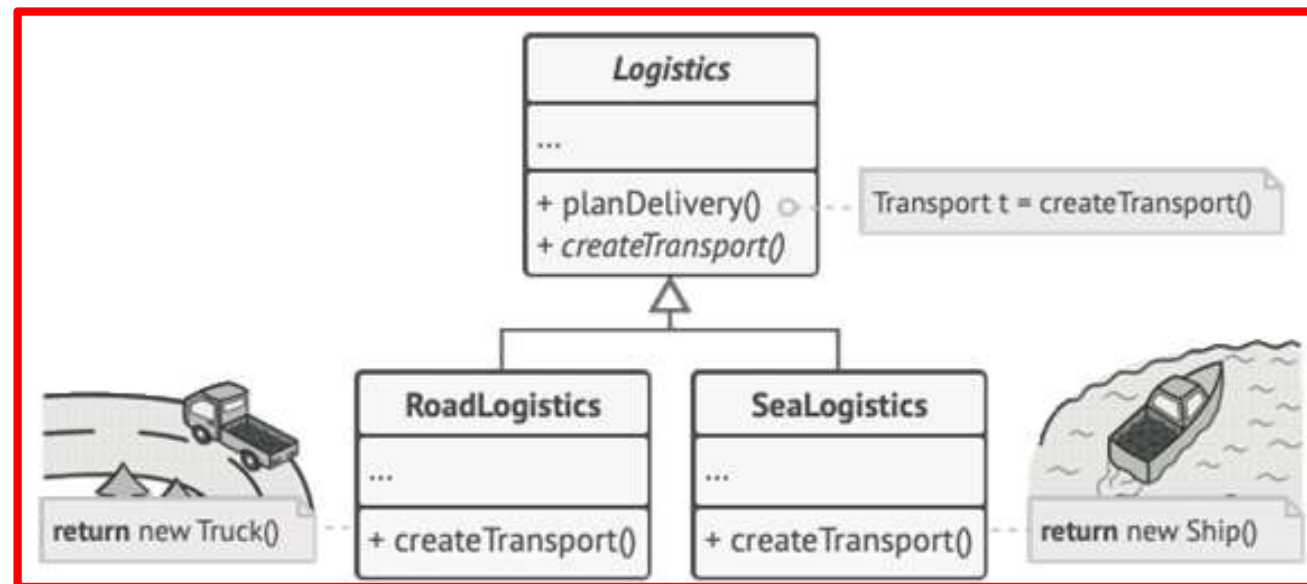 Logistics
...
+ planDelivery()
Transport t = createTransport()
+ createTransport()
RoadLogistics
...
+ createTransport()
return new Truck()
SeaLogistics
...
+ createTransport()
return new Ship()